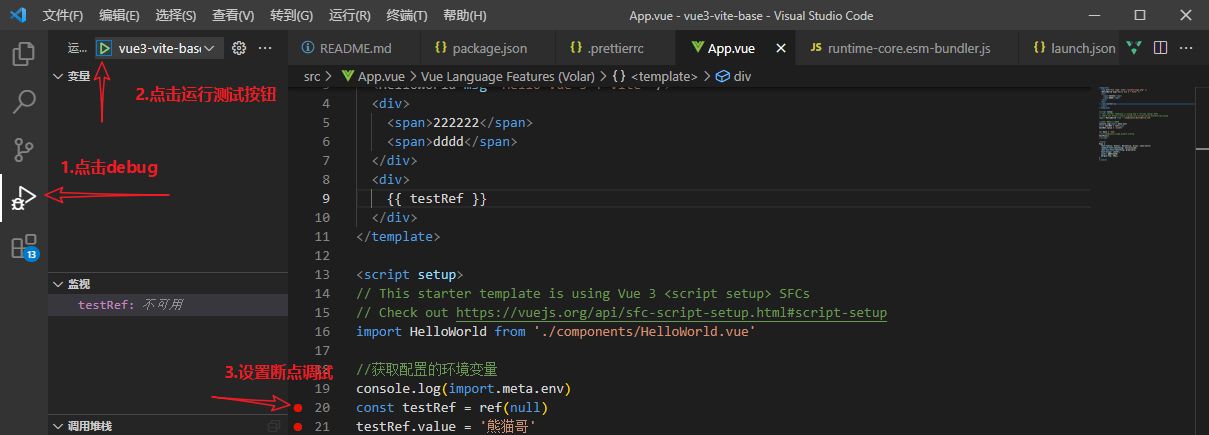 文件(F) 编辑(E) 选择(S) 查看(V) 转到(G) 运行(R) 终端(T) 帮助(H) App.vue - vue3-vite-base - Visual Studio Code
运... vue3-vite-base README.md package.json .prettierrc App.vue JS runtime-core.esm-bundler.js launch.json
变量
src > App.vue > Vue Language Features (Volar) > {} <template> > div
2.点击运行测试按钮
4 <div>
5 <span>222222</span>
6 <span>dddd</span>
7 </div>
1.点击debug
8 <div>
9 {{ testRef }}
10 </div>
11 </template>
12
13
<script setup>
监视
testRef: 不可用
14 // This starter template is using Vue 3 <script setup> SFCs
15 // Check out https://vuejs.org/api/sfc-script-setup.html#script-setup
16 import HelloWorld from './components/HelloWorld.vue'
17
3.设置断点调试
//获取配置的环境变量
19 console.log(import.meta.env)
20 const testRef = ref(null)
调用堆栈
21 testRef.value = '熊猫哥'